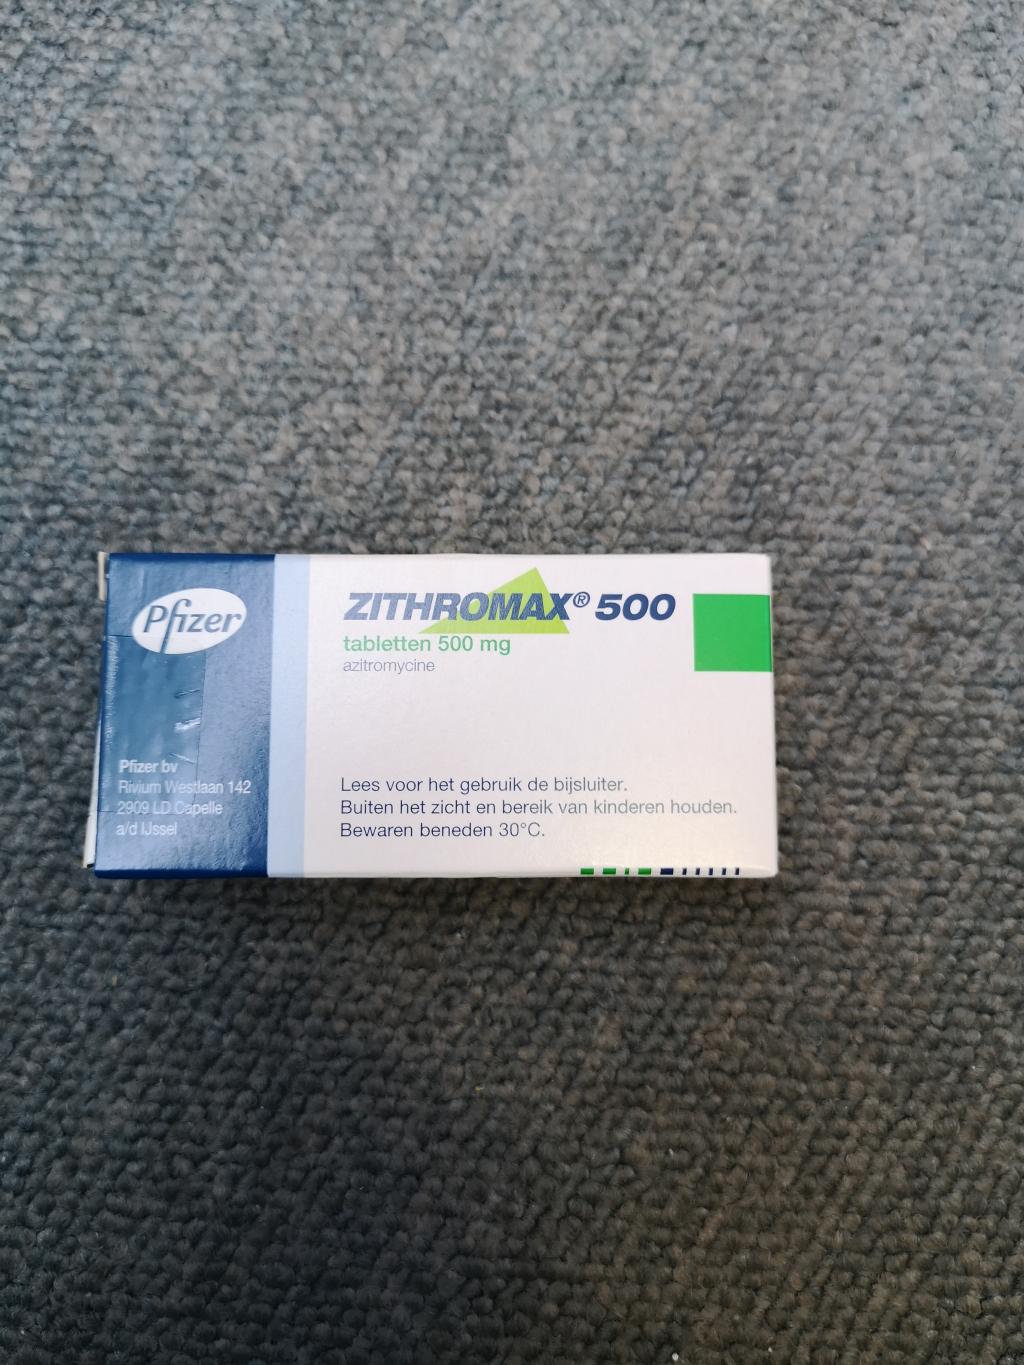 Pfizer
ZITHROMAX® 500
tabletten 500 mg
azitromycine
Pfizer bv
Rivium Westlaan 142
2909 LD Capelle
a/d IJssel
Lees voor het gebruik de bijsluiter.
Buiten het zicht en bereik van kinderen houden.
Bewaren beneden 30°C.